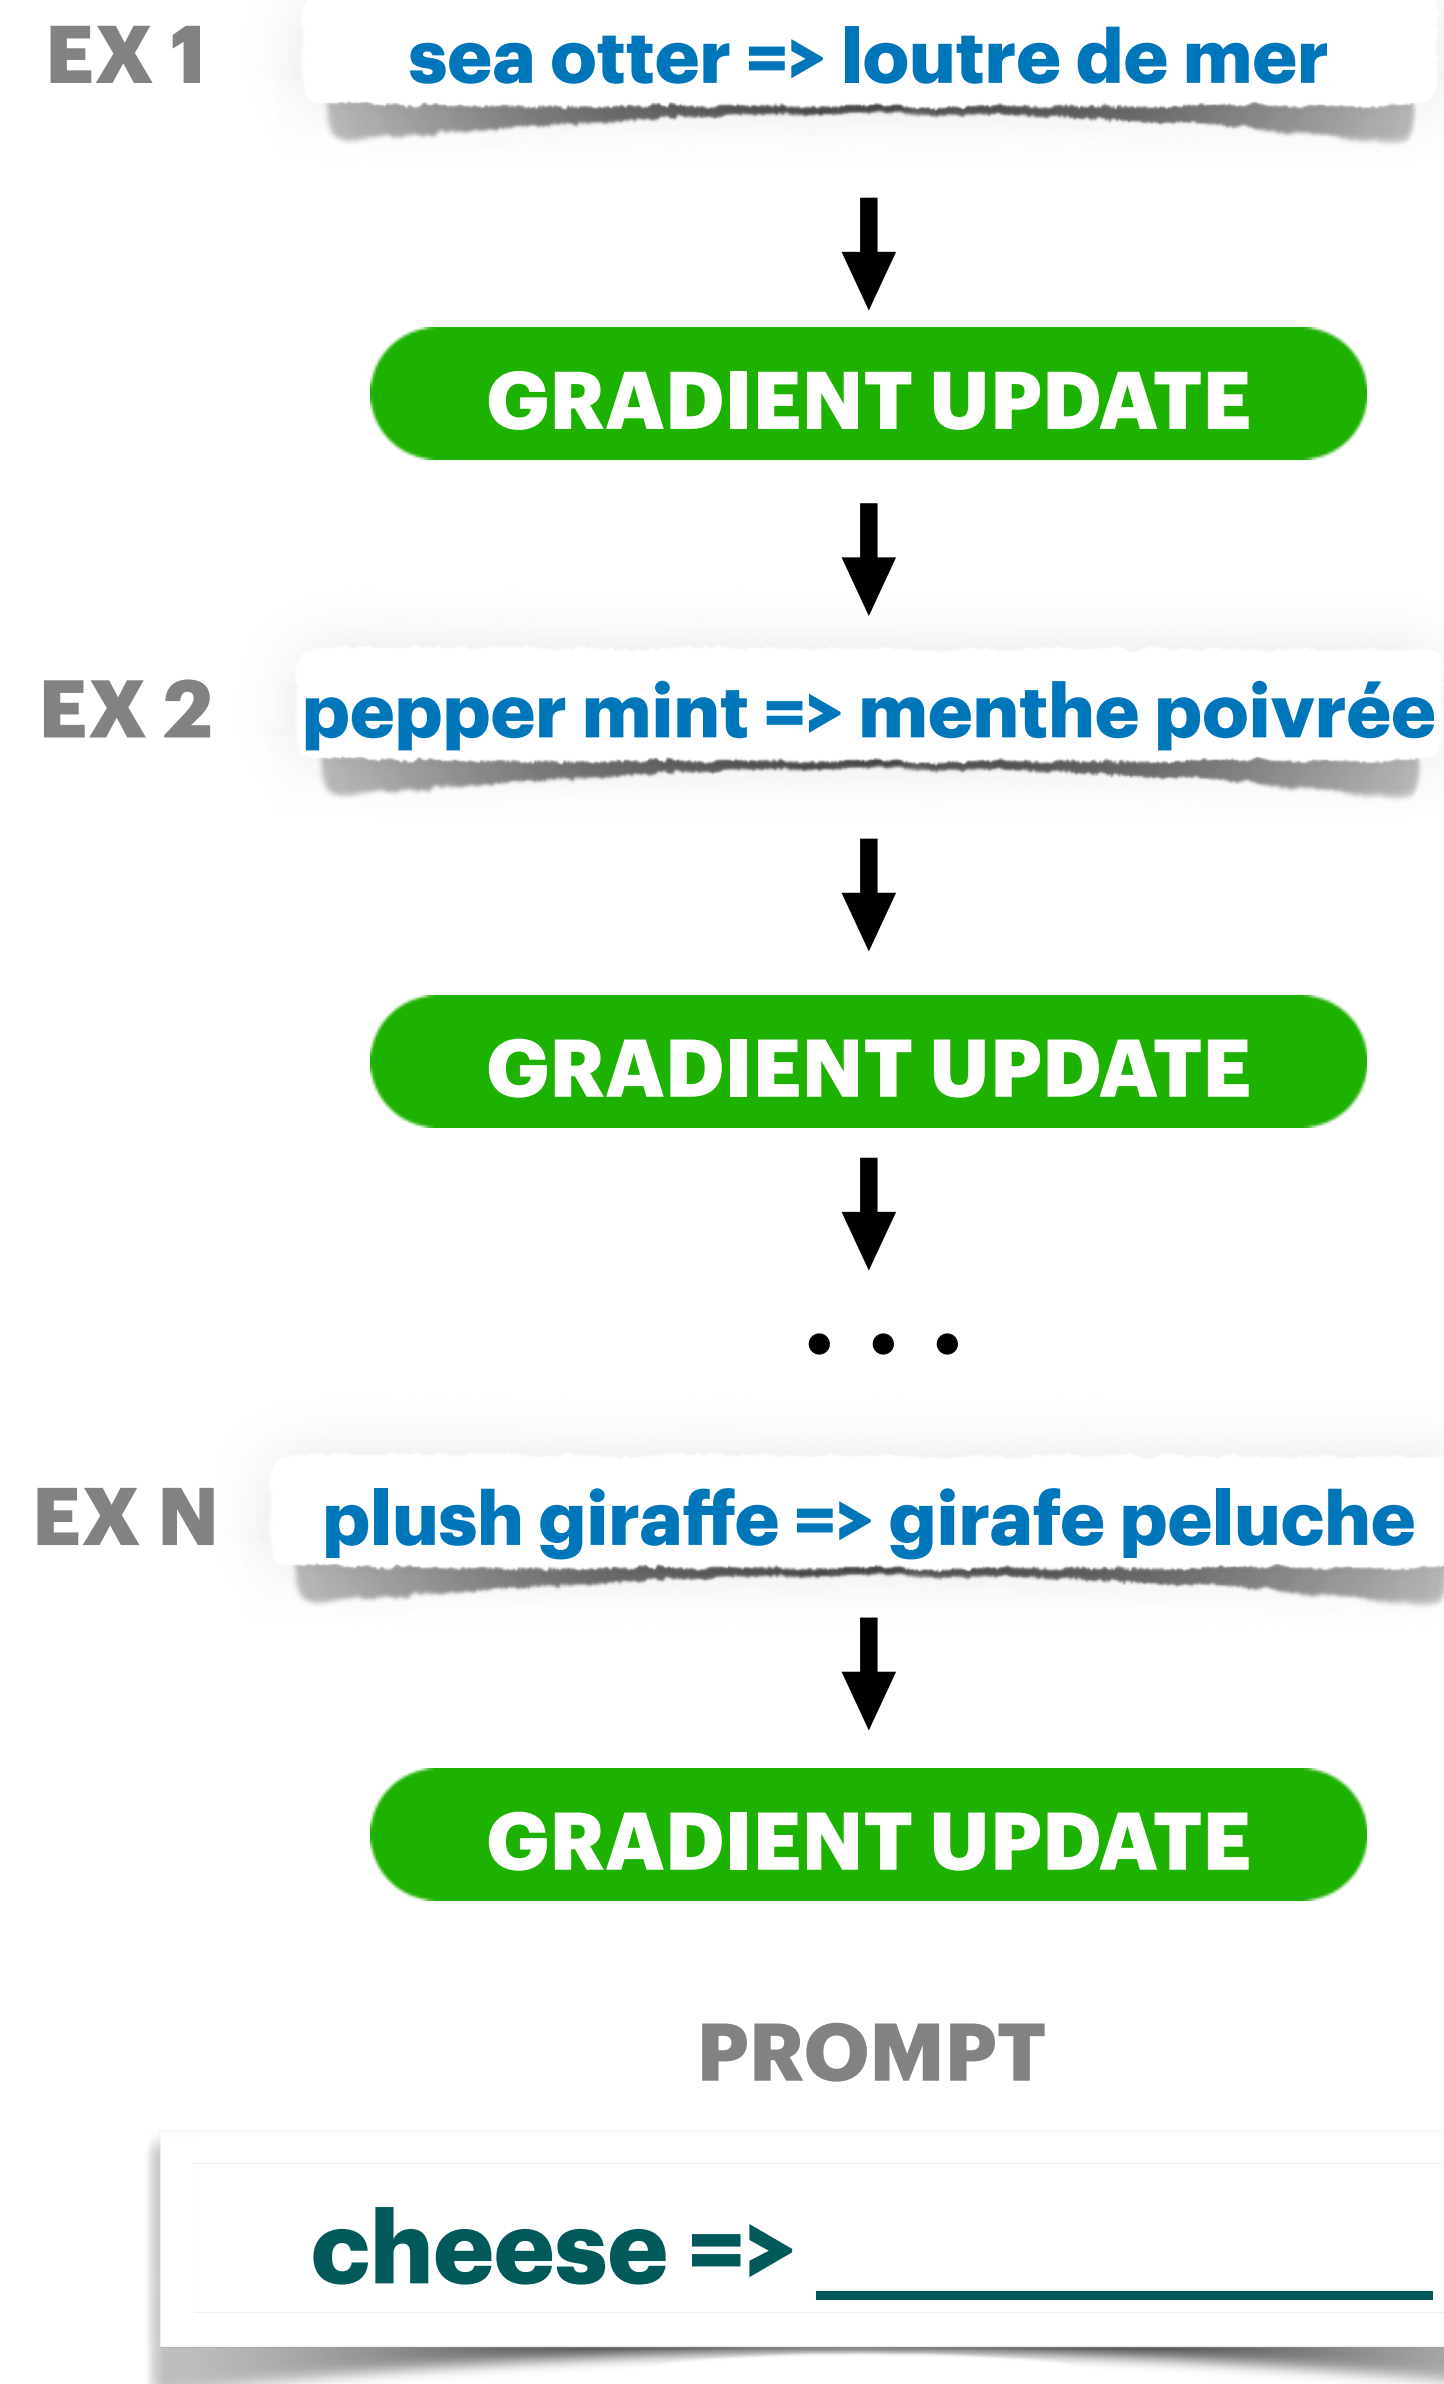 EX 1 sea otter => loutre de mer
GRADIENT UPDATE
EX 2 pepper mint => menthe poivrée
GRADIENT UPDATE
• • •
EX N plush giraffe => girafe peluche
GRADIENT UPDATE
PROMPT
cheese => ________